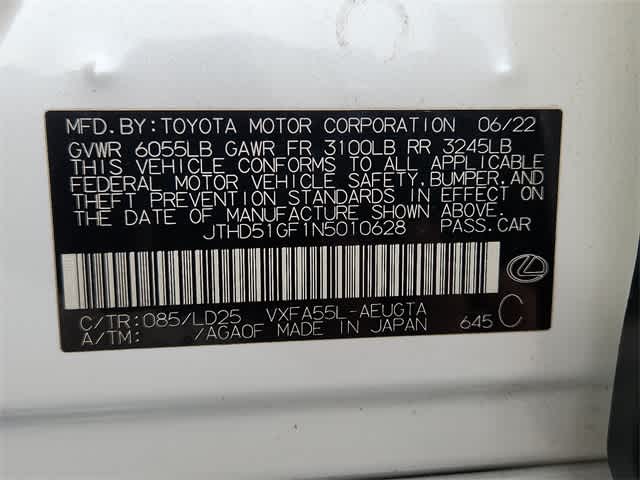 MFD. BY: TOYOTA MOTOR CORPORATION 06/22
GVWR 6055LB GAWR FR 3100LB RR 3245LB
THIS VEHICLE CONFORMS TO ALL APPLICABLE
FEDERAL MOTOR VEHICLE SAFETY, BUMPER, AND
THEFT PREVENTION STANDARDS IN EFFECT ON
THE DATE OF MANUFACTURE SHOWN ABOVE.
JTHD51GF1N5010628 PASS.CAR
C/TR: 085/LD25 VXFA55L-AEUGTA
A/TM: /AGA0F MADE IN JAPAN 645 C